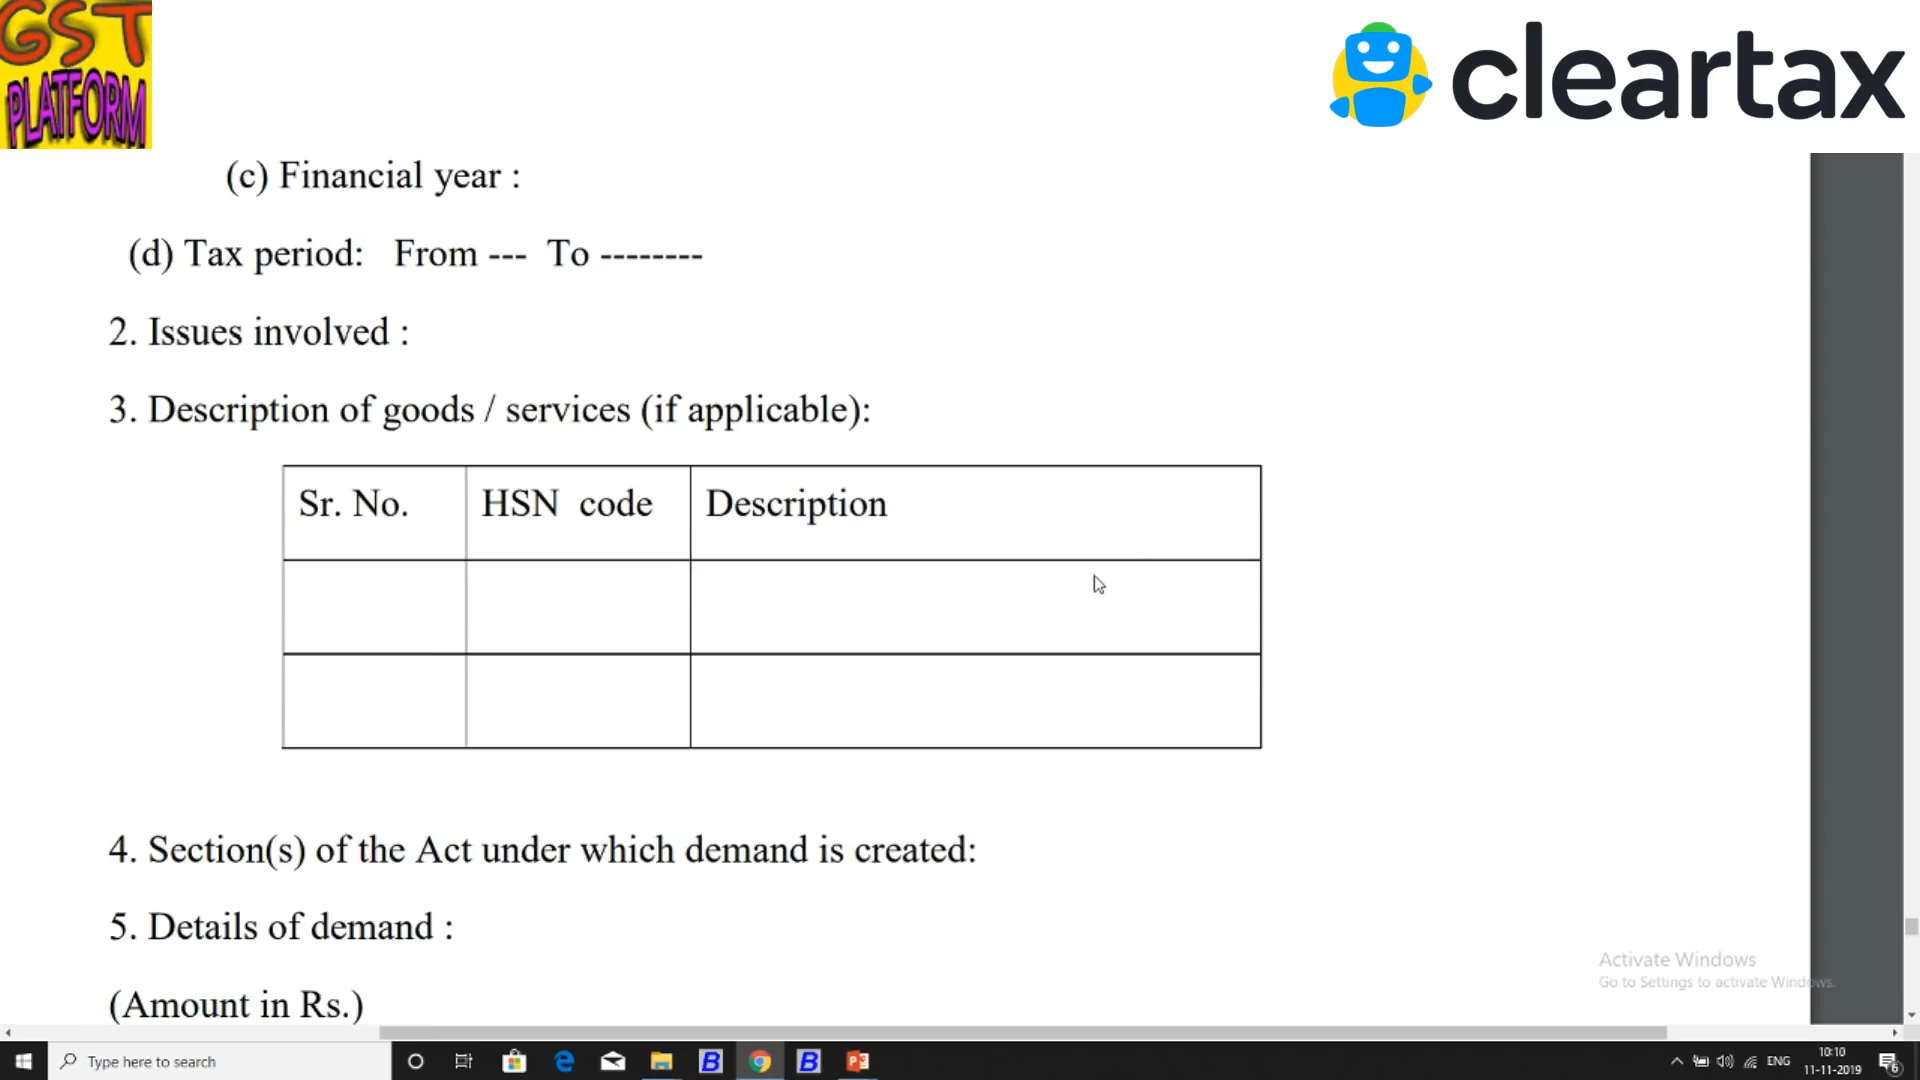 GST
PLATFORM
cleartax
(c) Financial year :
(d) Tax period: From --- To --------
2. Issues involved :
3. Description of goods / services (if applicable):
Sr. No. HSN code Description
4. Section(s) of the Act under which demand is created:
5. Details of demand :
(Amount in Rs.)
Activate Windows
Go to Settings to activate Windows.
Type here to search
ENG
10:10
11-11-2019
6